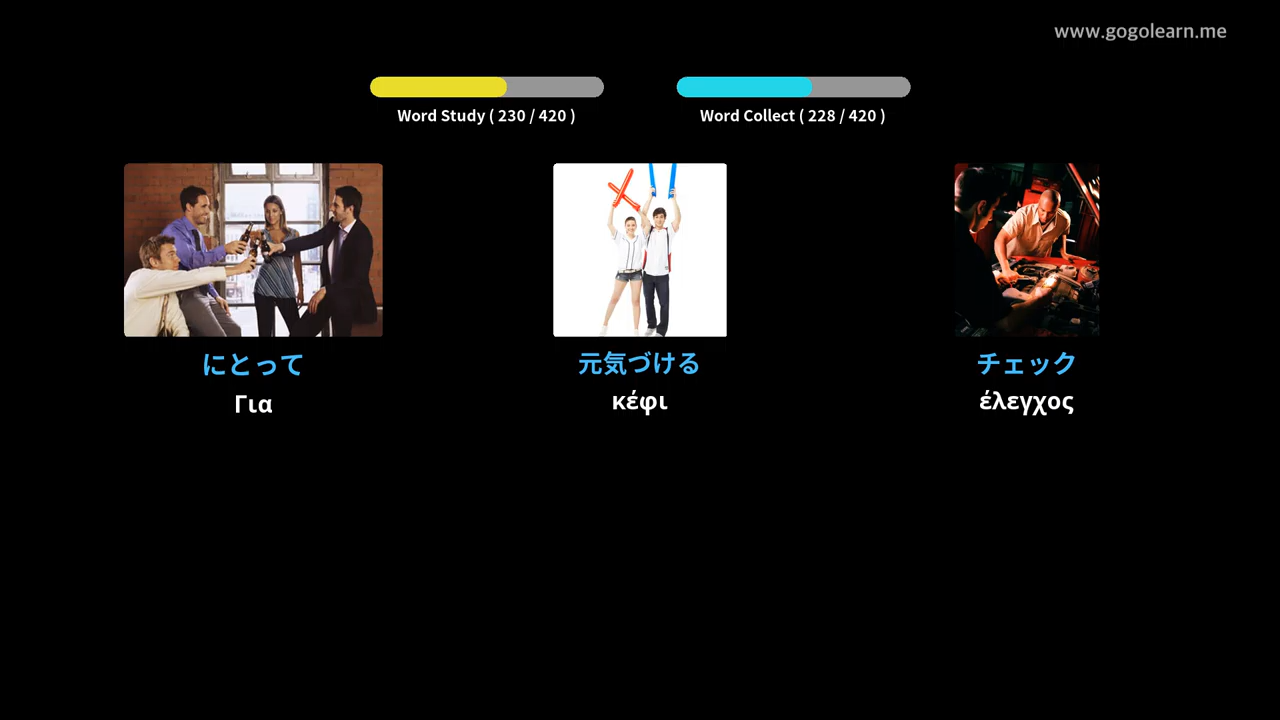 www.gogolearn.me
Word Study ( 230 / 420 )
Word Collect ( 228 / 420 )
にとって
元気づける
チェック
Για
κέφι
έλεγχος